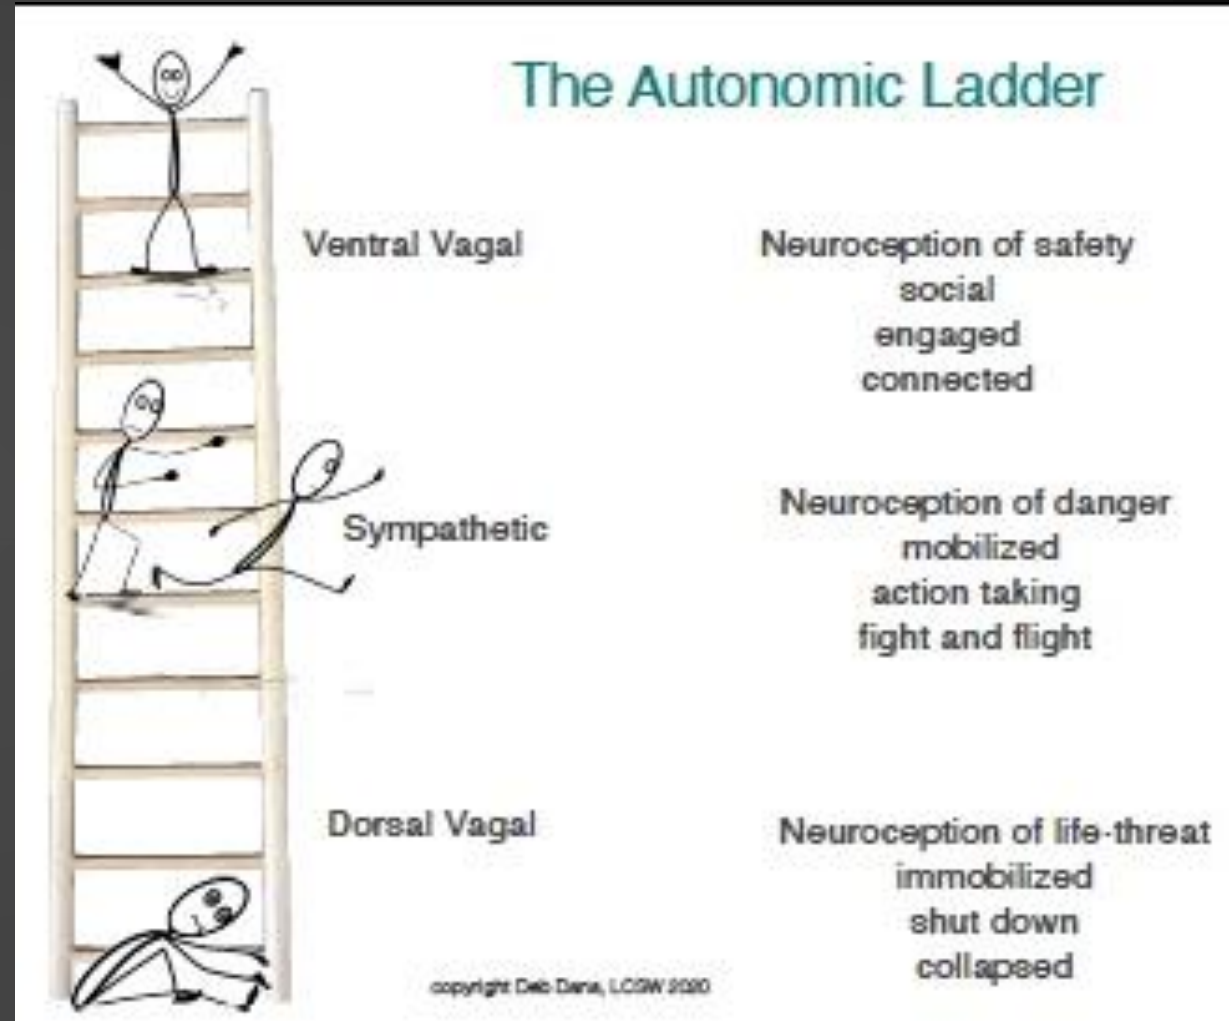 The Autonomic Ladder
Ventral Vagal
Neuroception of safety
social
engaged
connected
Sympathetic
Neuroception of danger
mobilized
action taking
fight and flight
Dorsal Vagal
Neuroception of life-threat
immobilized
shut down
collapsed
copyright Deb Dana, LCSW 2020